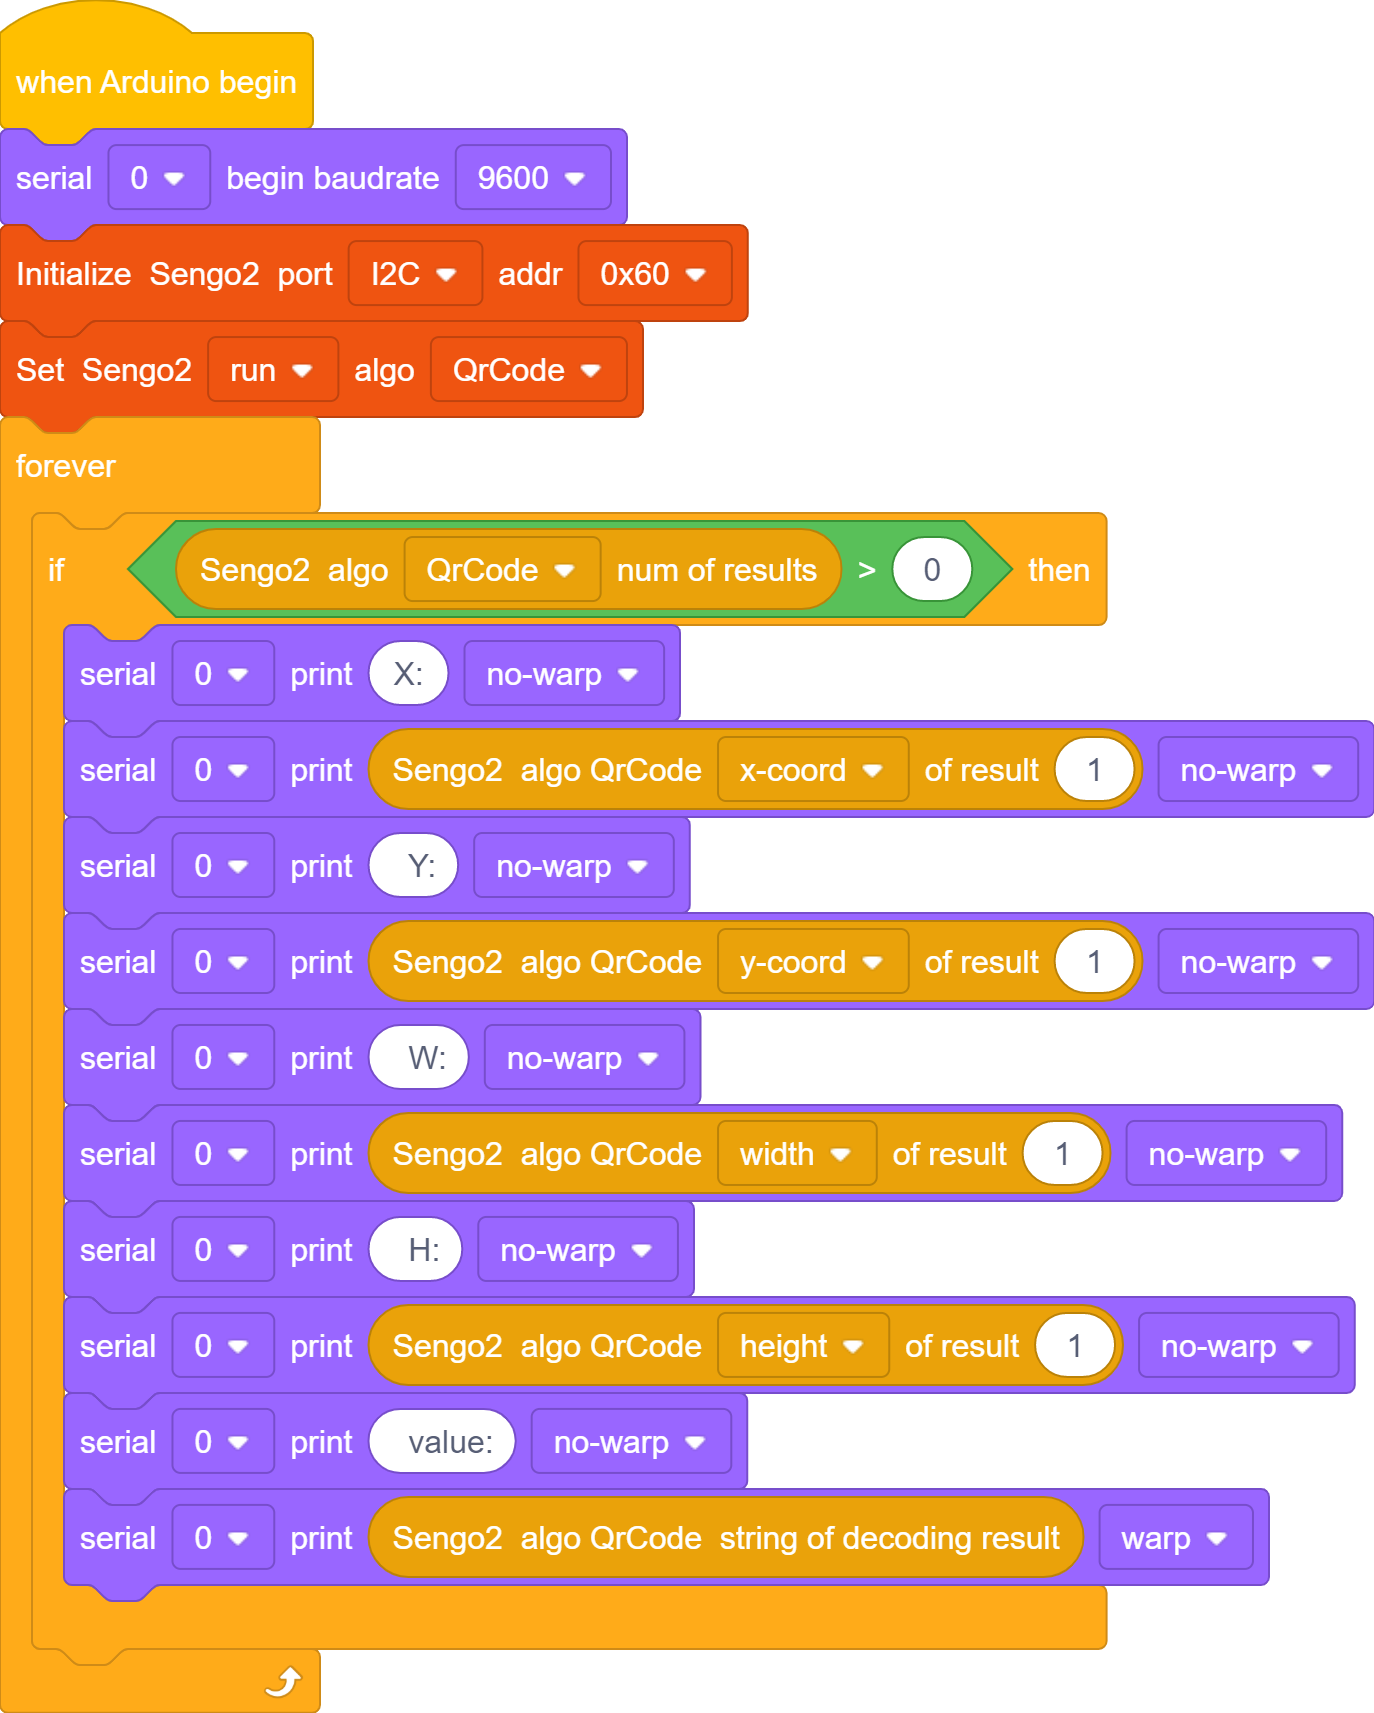 when Arduino begin
serial 0 begin baudrate 9600
Initialize Sengo2 port I2C addr 0x60
Set Sengo2 run algo QrCode
forever
if Sengo2 algo QrCode num of results > 0 then
serial 0 print X: no-warp
serial 0 print Sengo2 algo QrCode x-coord of result 1 no-warp
serial 0 print Y: no-warp
serial 0 print Sengo2 algo QrCode y-coord of result 1 no-warp
serial 0 print W: no-warp
serial 0 print Sengo2 algo QrCode width of result 1 no-warp
serial 0 print H: no-warp
serial 0 print Sengo2 algo QrCode height of result 1 no-warp
serial 0 print value: no-warp
serial 0 print Sengo2 algo QrCode string of decoding result warp